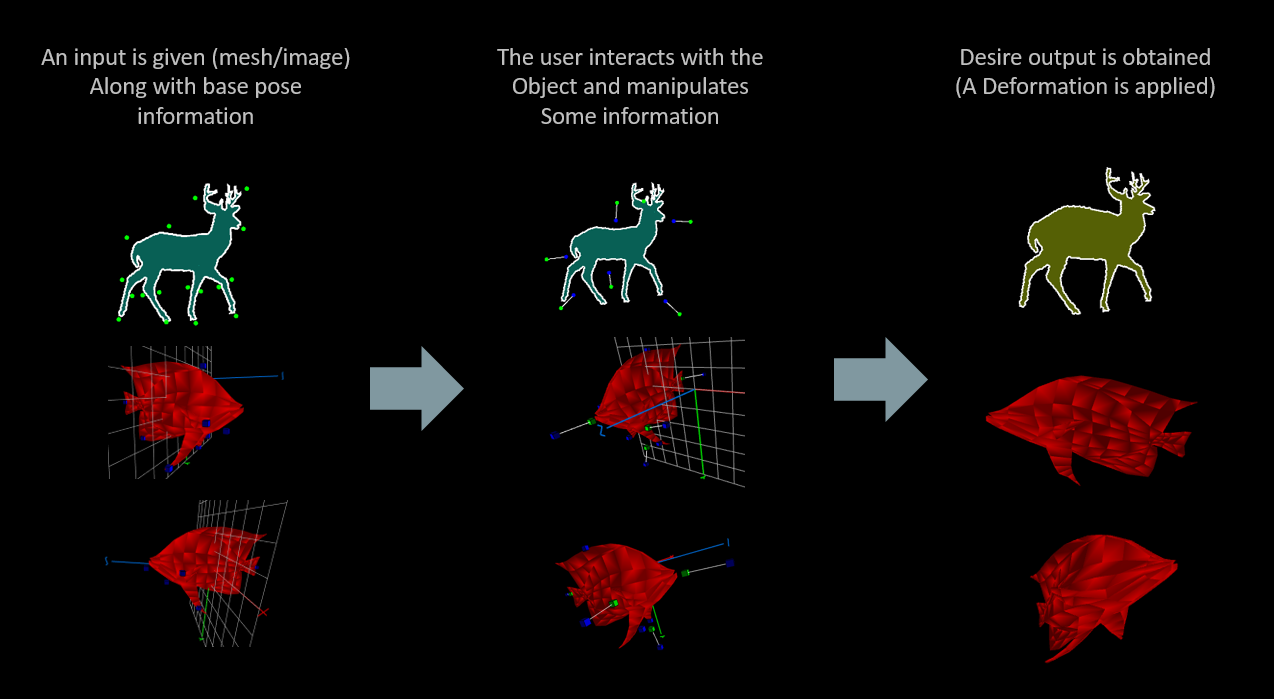 An input is given (mesh/image)
Along with base pose
information
The user interacts with the
Object and manipulates
Some information
Desire output is obtained
(A Deformation is applied)